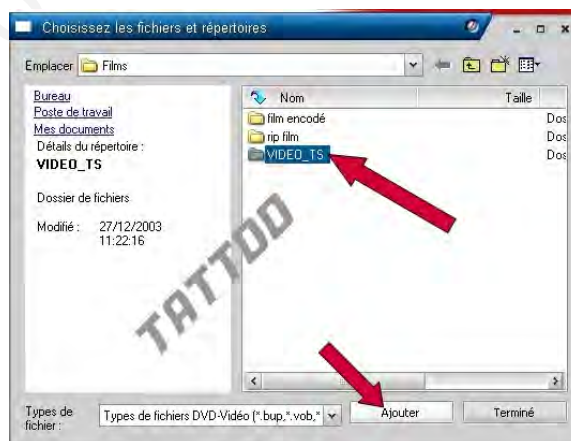 Choisissez les fichiers et répertoires
Emplacer Films
Bureau
Poste de travail
Mes documents
Détails du répertoire :
VIDEO_TS
Dossier de fichiers
Modifié : 27/12/2003
11:22:16
Nom Taille
film encodé Dos
rip film Dos
VIDEO_TS Dos
TATTOO
Types de
fichier :
Types de fichiers DVD-Vidéo (*.bup,*.vob,*
Ajouter
Terminé